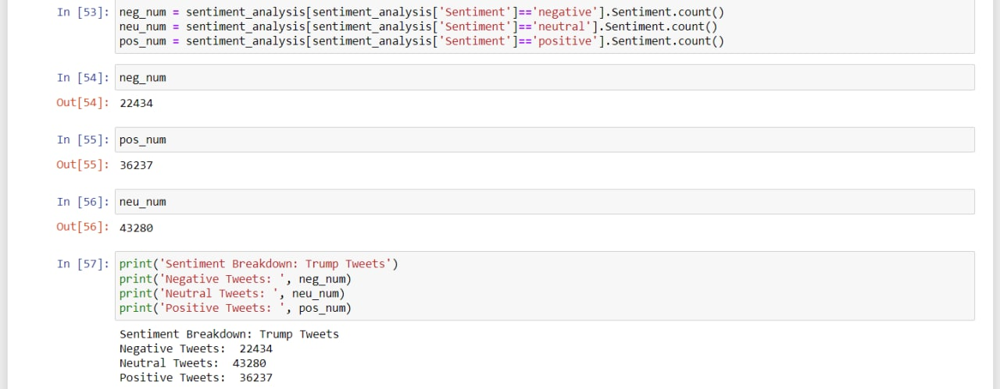 In [53]: neg_num = sentiment_analysis[sentiment_analysis['Sentiment']=='negative'].Sentiment.count()
neu_num = sentiment_analysis[sentiment_analysis['Sentiment']=='neutral'].Sentiment.count()
pos_num = sentiment_analysis[sentiment_analysis['Sentiment']=='positive'].Sentiment.count()
In [54]: neg_num
Out[54]: 22434
In [55]: pos_num
Out[55]: 36237
In [56]: neu_num
Out[56]: 43280
In [57]: print('Sentiment Breakdown: Trump Tweets')
print('Negative Tweets: ', neg_num)
print('Neutral Tweets: ', neu_num)
print('Positive Tweets: ', pos_num)
Sentiment Breakdown: Trump Tweets
Negative Tweets:  22434
Neutral Tweets:  43280
Positive Tweets:  36237